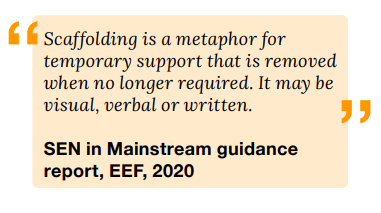 Scaffolding is a metaphor for
temporary support that is removed
when no longer required. It may be
visual, verbal or written.
SEN in Mainstream guidance
report, EEF, 2020